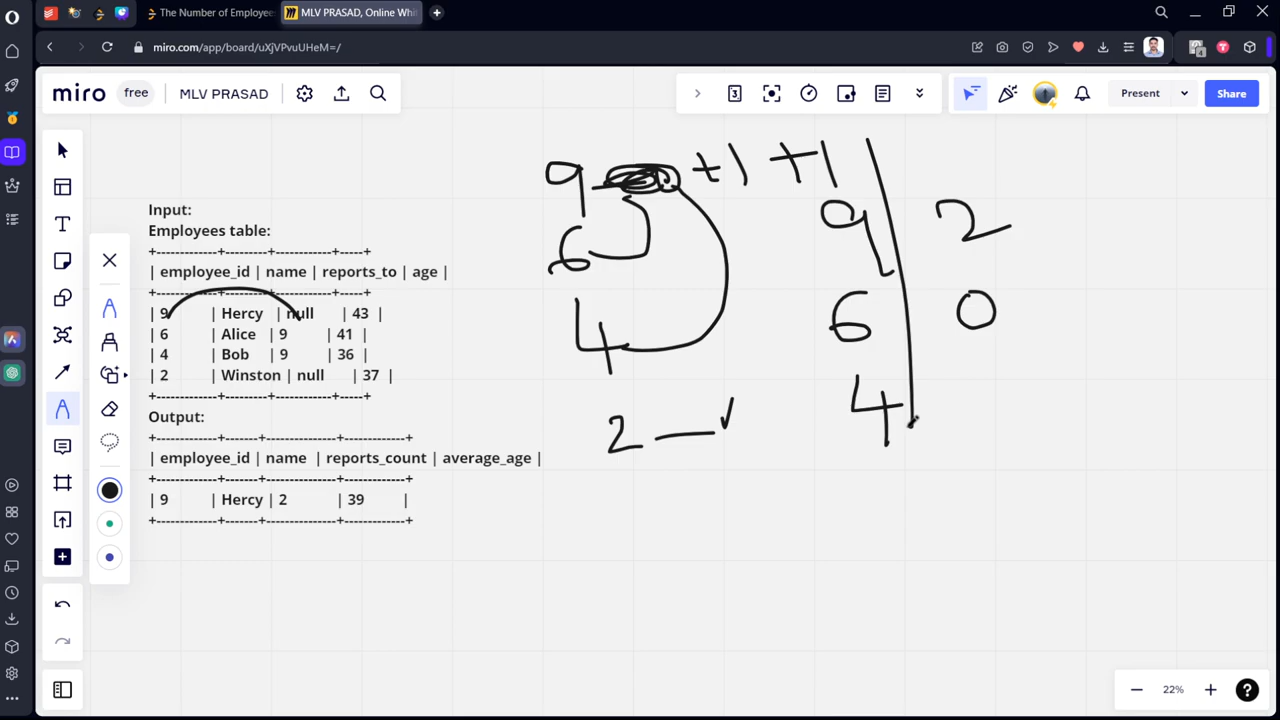 The Number of Employee
MLV PRASAD, Online Whit
miro.com/app/board/uXjVPvuUHeM=/
miro free MLV PRASAD
3 Present Share
9 +1 +1
6 9 2
4 6 0
2 4
Input:
Employees table:
+-------------+--------+------------+-----+
| employee_id | name | reports_to | age |
+-------------+--------+------------+-----+
| 9 | Hercy | null | 43 |
| 6 | Alice | 9 | 41 |
| 4 | Bob | 9 | 36 |
| 2 | Winston | null | 37 |
+-------------+--------+------------+-----+
Output:
+-------------+-------+---------------+-------------+
| employee_id | name | reports_count | average_age |
+-------------+-------+---------------+-------------+
| 9 | Hercy | 2 | 39 |
+-------------+-------+---------------+-------------+
22%